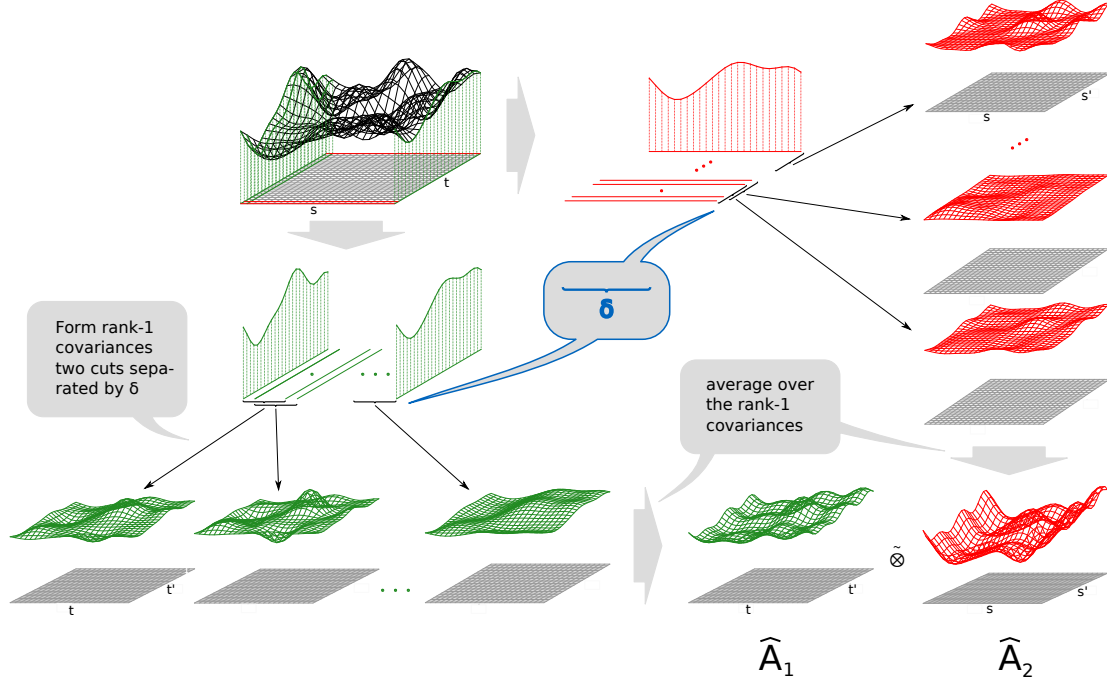 s'
s
t
s
δ
Form rank-1
covariances
two cuts sepa-
rated by δ
average over
the rank-1
covariances
t'
t
t'
t
⊗̃
s'
s
Â₁
Â₂